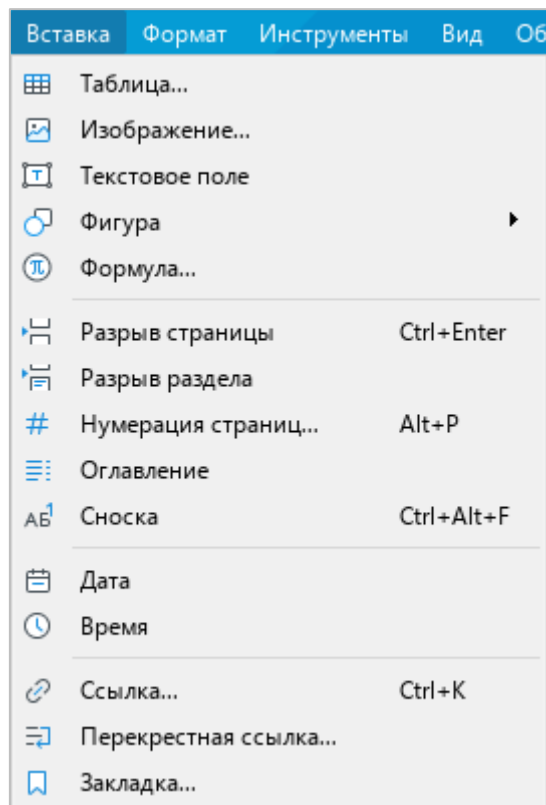 Вставка Формат Инструменты Вид Об
Таблица...
Изображение...
Текстовое поле
Фигура
Формула...
Разрыв страницы Ctrl+Enter
Разрыв раздела
Нумерация страниц... Alt+P
Оглавление
Сноска Ctrl+Alt+F
Дата
Время
Ссылка... Ctrl+K
Перекрестная ссылка...
Закладка...